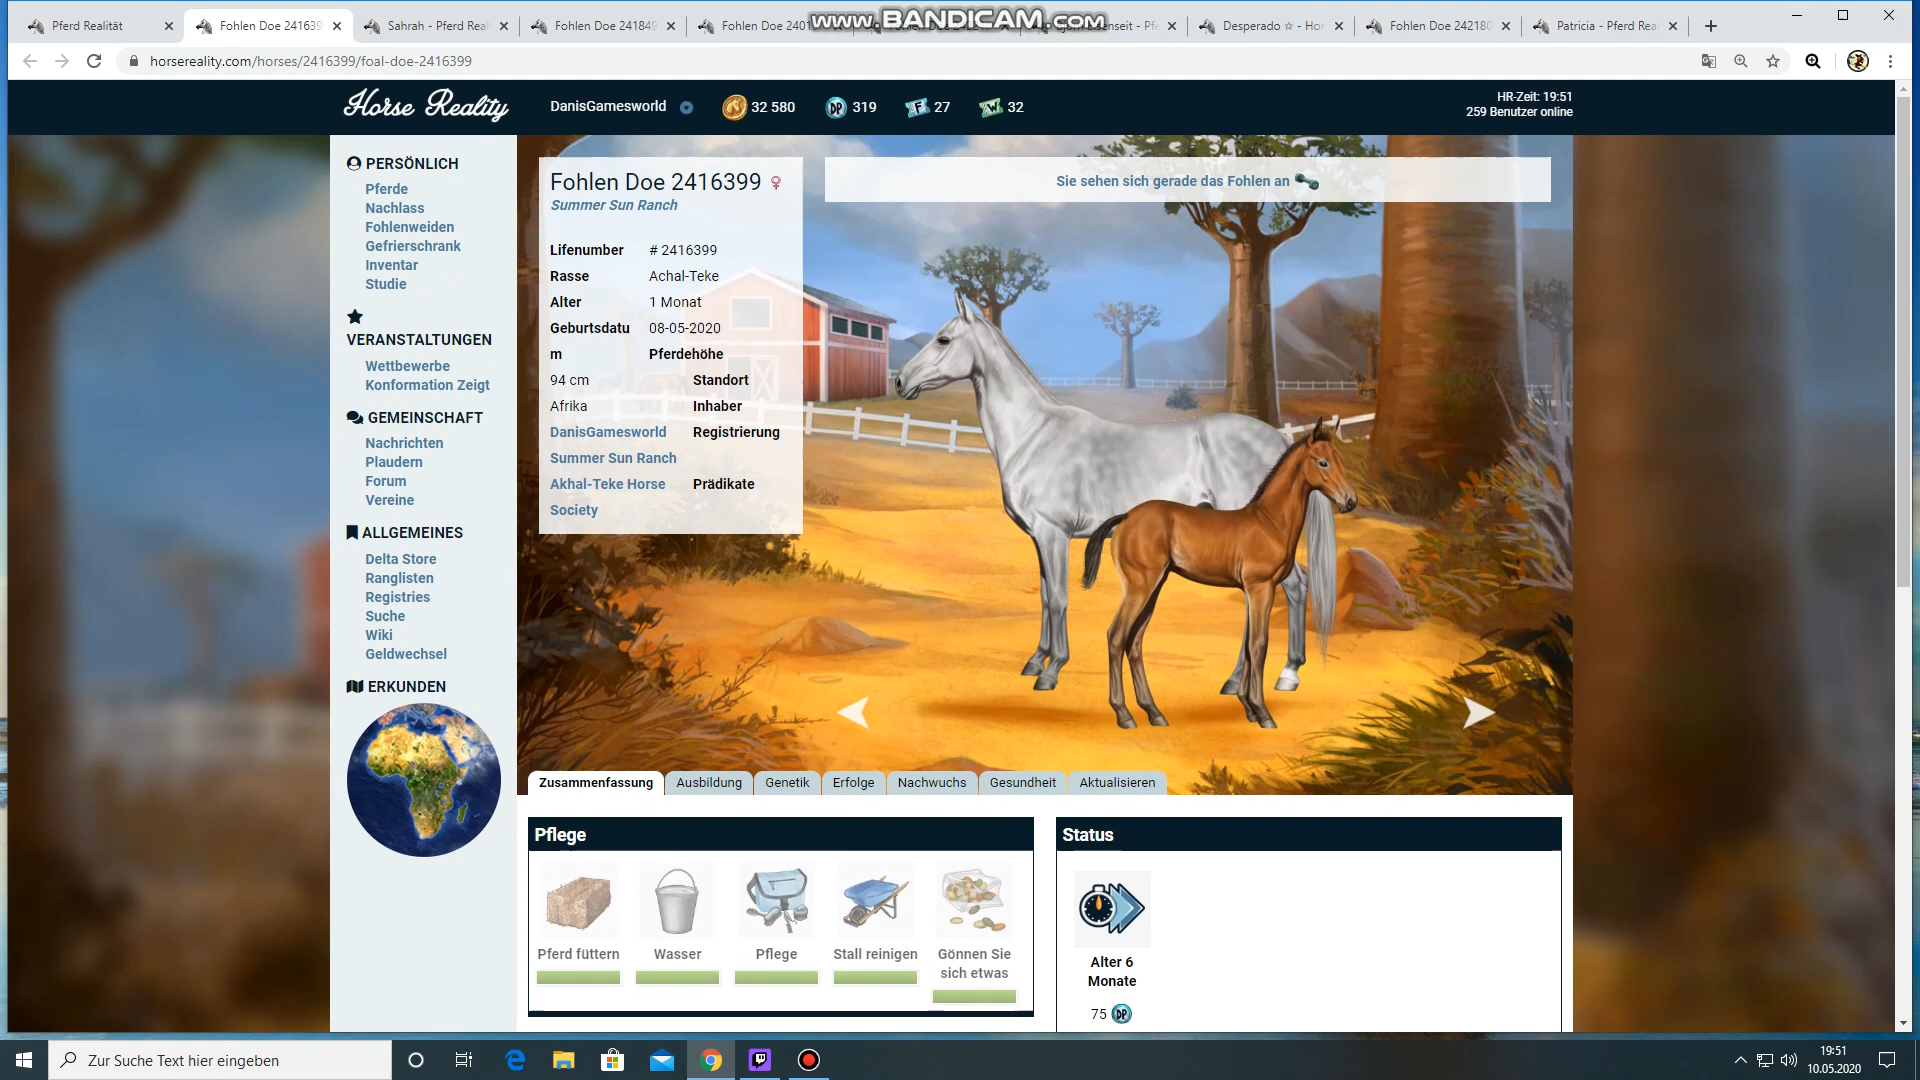 www.BANDICAM.com
Pferd Realität
Fohlen Doe 2416399
Sahrah - Pferd Real
Fohlen Doe 241849
Fohlen Doe 2401
Desperado ☆ - Hor
Fohlen Doe 242180
Patricia - Pferd Real
horsereality.com/horses/2416399/foal-doe-2416399
Horse Reality
DanisGamesworld
32 580
DP
319
F
27
W
32
HR-Zeit: 19:51
259 Benutzer online
PERSÖNLICH
Pferde
Nachlass
Fohlenweiden
Gefrierschrank
Inventar
Studie
VERANSTALTUNGEN
Wettbewerbe
Konformation Zeigt
GEMEINSCHAFT
Nachrichten
Plaudern
Forum
Vereine
ALLGEMEINES
Delta Store
Ranglisten
Registries
Suche
Wiki
Geldwechsel
ERKUNDEN
Fohlen Doe 2416399 ♀
Summer Sun Ranch
Lifenumber # 2416399
Rasse Achal-Teke
Alter 1 Monat
Geburtsdatu 08-05-2020
m Pferdehöhe
94 cm Standort
Afrika Inhaber
DanisGamesworld Registrierung
Summer Sun Ranch
Akhal-Teke Horse Prädikate
Society
Sie sehen sich gerade das Fohlen an
Zusammenfassung
Ausbildung
Genetik
Erfolge
Nachwuchs
Gesundheit
Aktualisieren
Pflege
Pferd füttern
Wasser
Pflege
Stall reinigen
Gönnen Sie
sich etwas
Status
Alter 6
Monate
75 DP
Zur Suche Text hier eingeben
19:51
10.05.2020